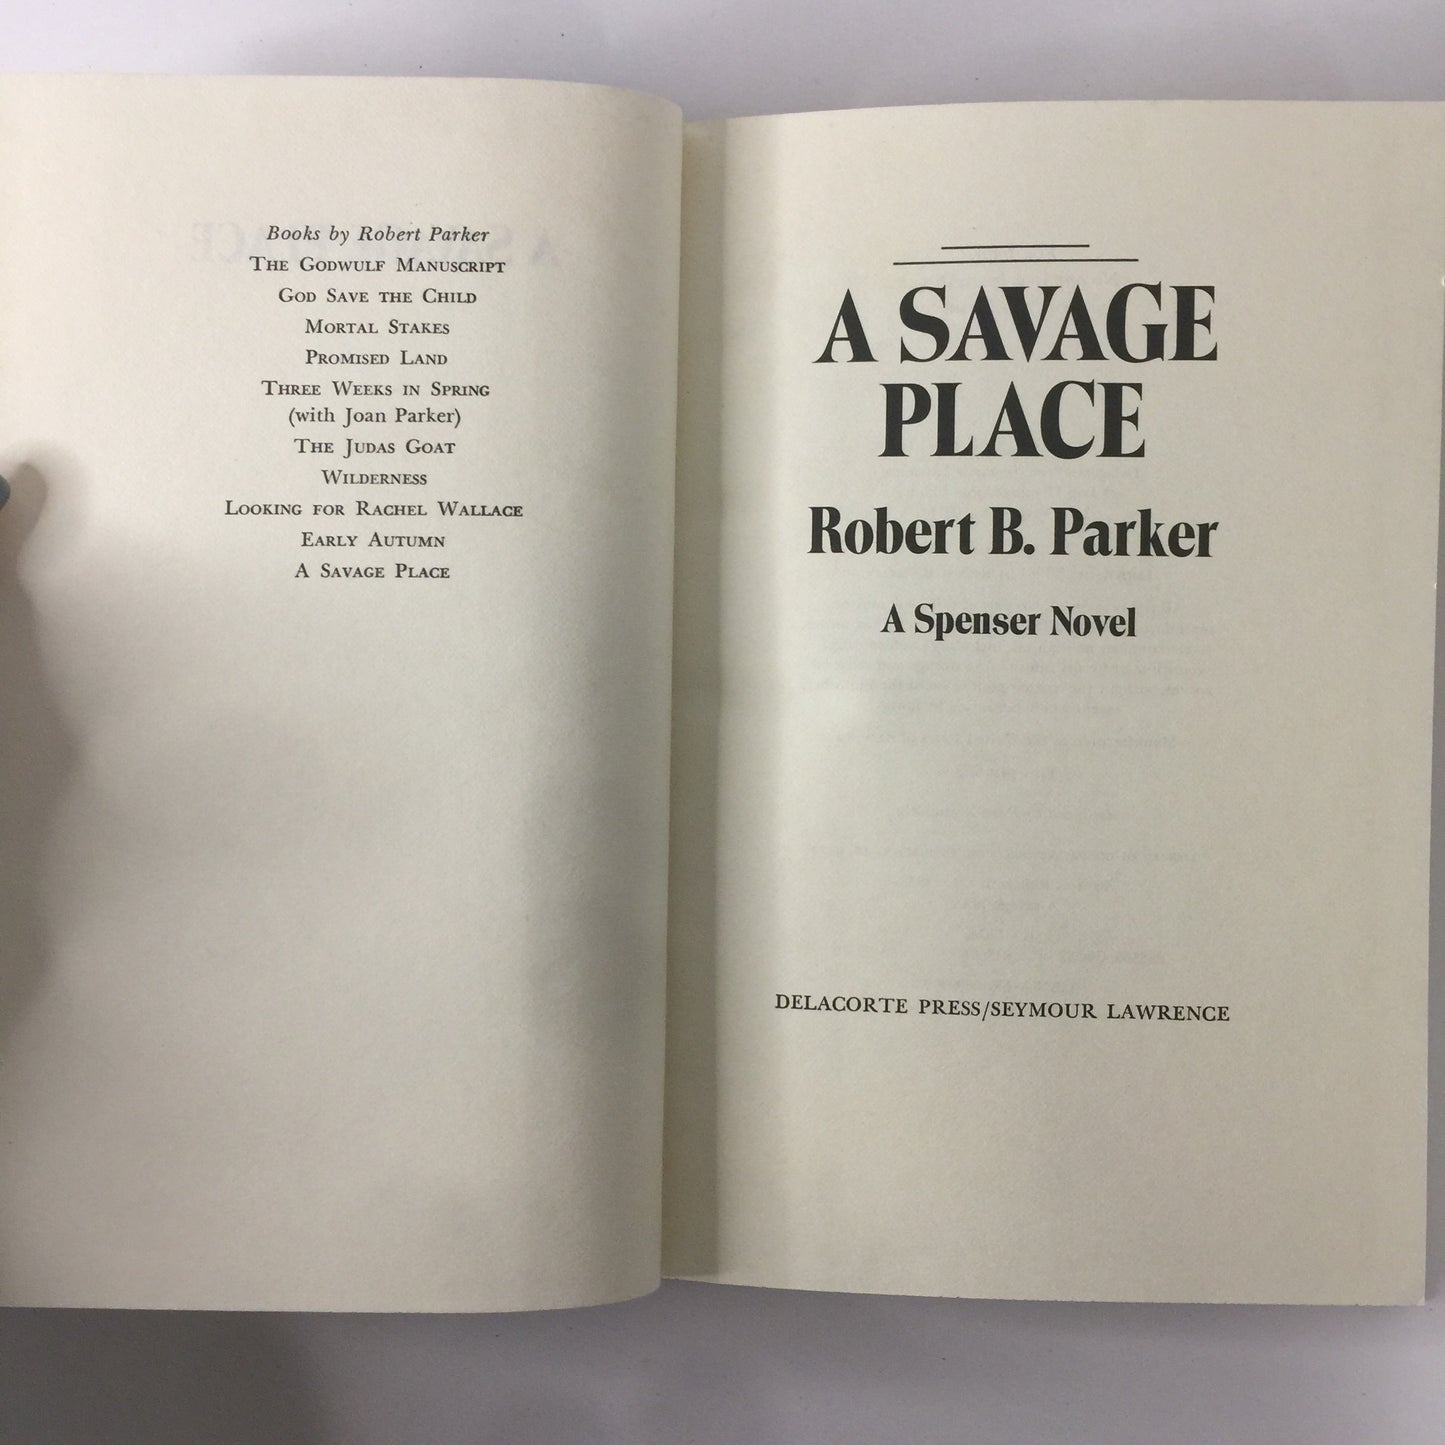 Books by Robert Parker
THE GODWULF MANUSCRIPT
GOD SAVE THE CHILD
MORTAL STAKES
PROMISED LAND
THREE WEEKS IN SPRING
(with Joan Parker)
THE JUDAS GOAT
WILDERNESS
LOOKING FOR RACHEL WALLACE
EARLY AUTUMN
A SAVAGE PLACE
A SAVAGE
PLACE
Robert B. Parker
A Spenser Novel
DELACORTE PRESS/SEYMOUR LAWRENCE